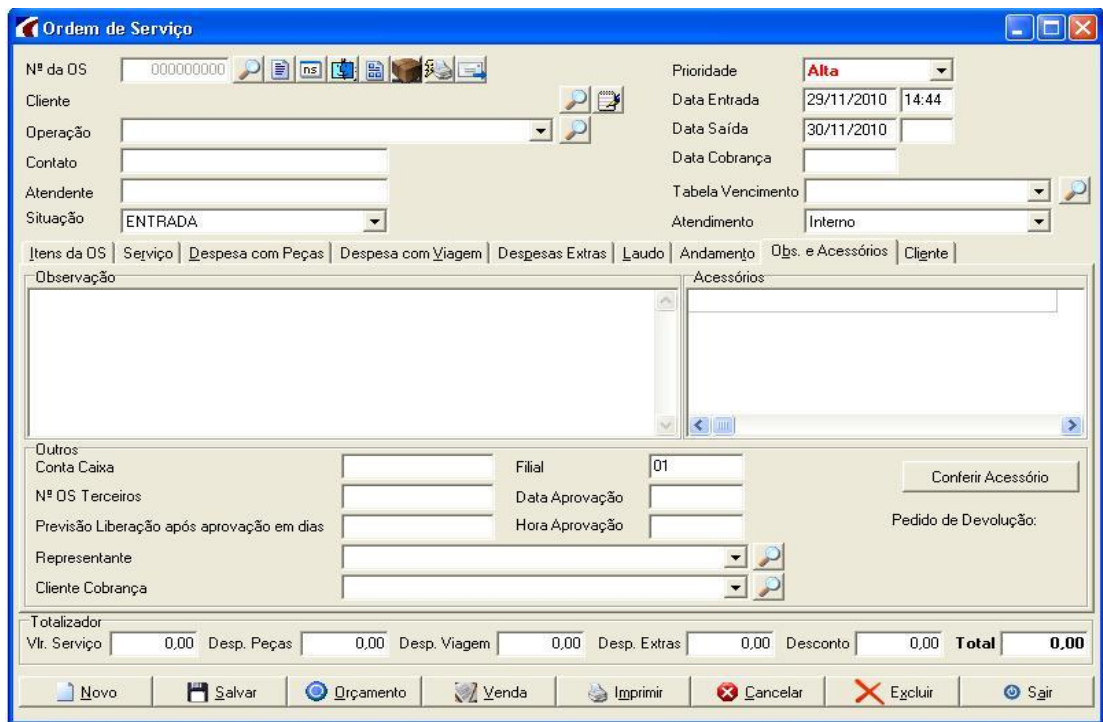 Ordem de Serviço
Nº da OS 000000000 ns Prioridade Alta
Cliente Data Entrada 29/11/2010 14:44
Operação Data Saída 30/11/2010
Contato Data Cobrança
Atendente Tabela Vencimento
Situação ENTRADA Atendimento Interno
Itens da OS Serviço Despesa com Peças Despesa com Viagem Despesas Extras Laudo Andamento Obs. e Acessórios Cliente
Observação Acessórios
Outros
Conta Caixa Filial 01
Conferir Acessório
Nº OS Terceiros Data Aprovação
Previsão Liberação após aprovação em dias Hora Aprovação Pedido de Devolução:
Representante
Cliente Cobrança
Totalizador
Vlr. Serviço 0,00 Desp. Peças 0,00 Desp. Viagem 0,00 Desp. Extras 0,00 Desconto 0,00 Total 0,00
Novo Salvar Orçamento Venda Imprimir Cancelar Excluir Sair